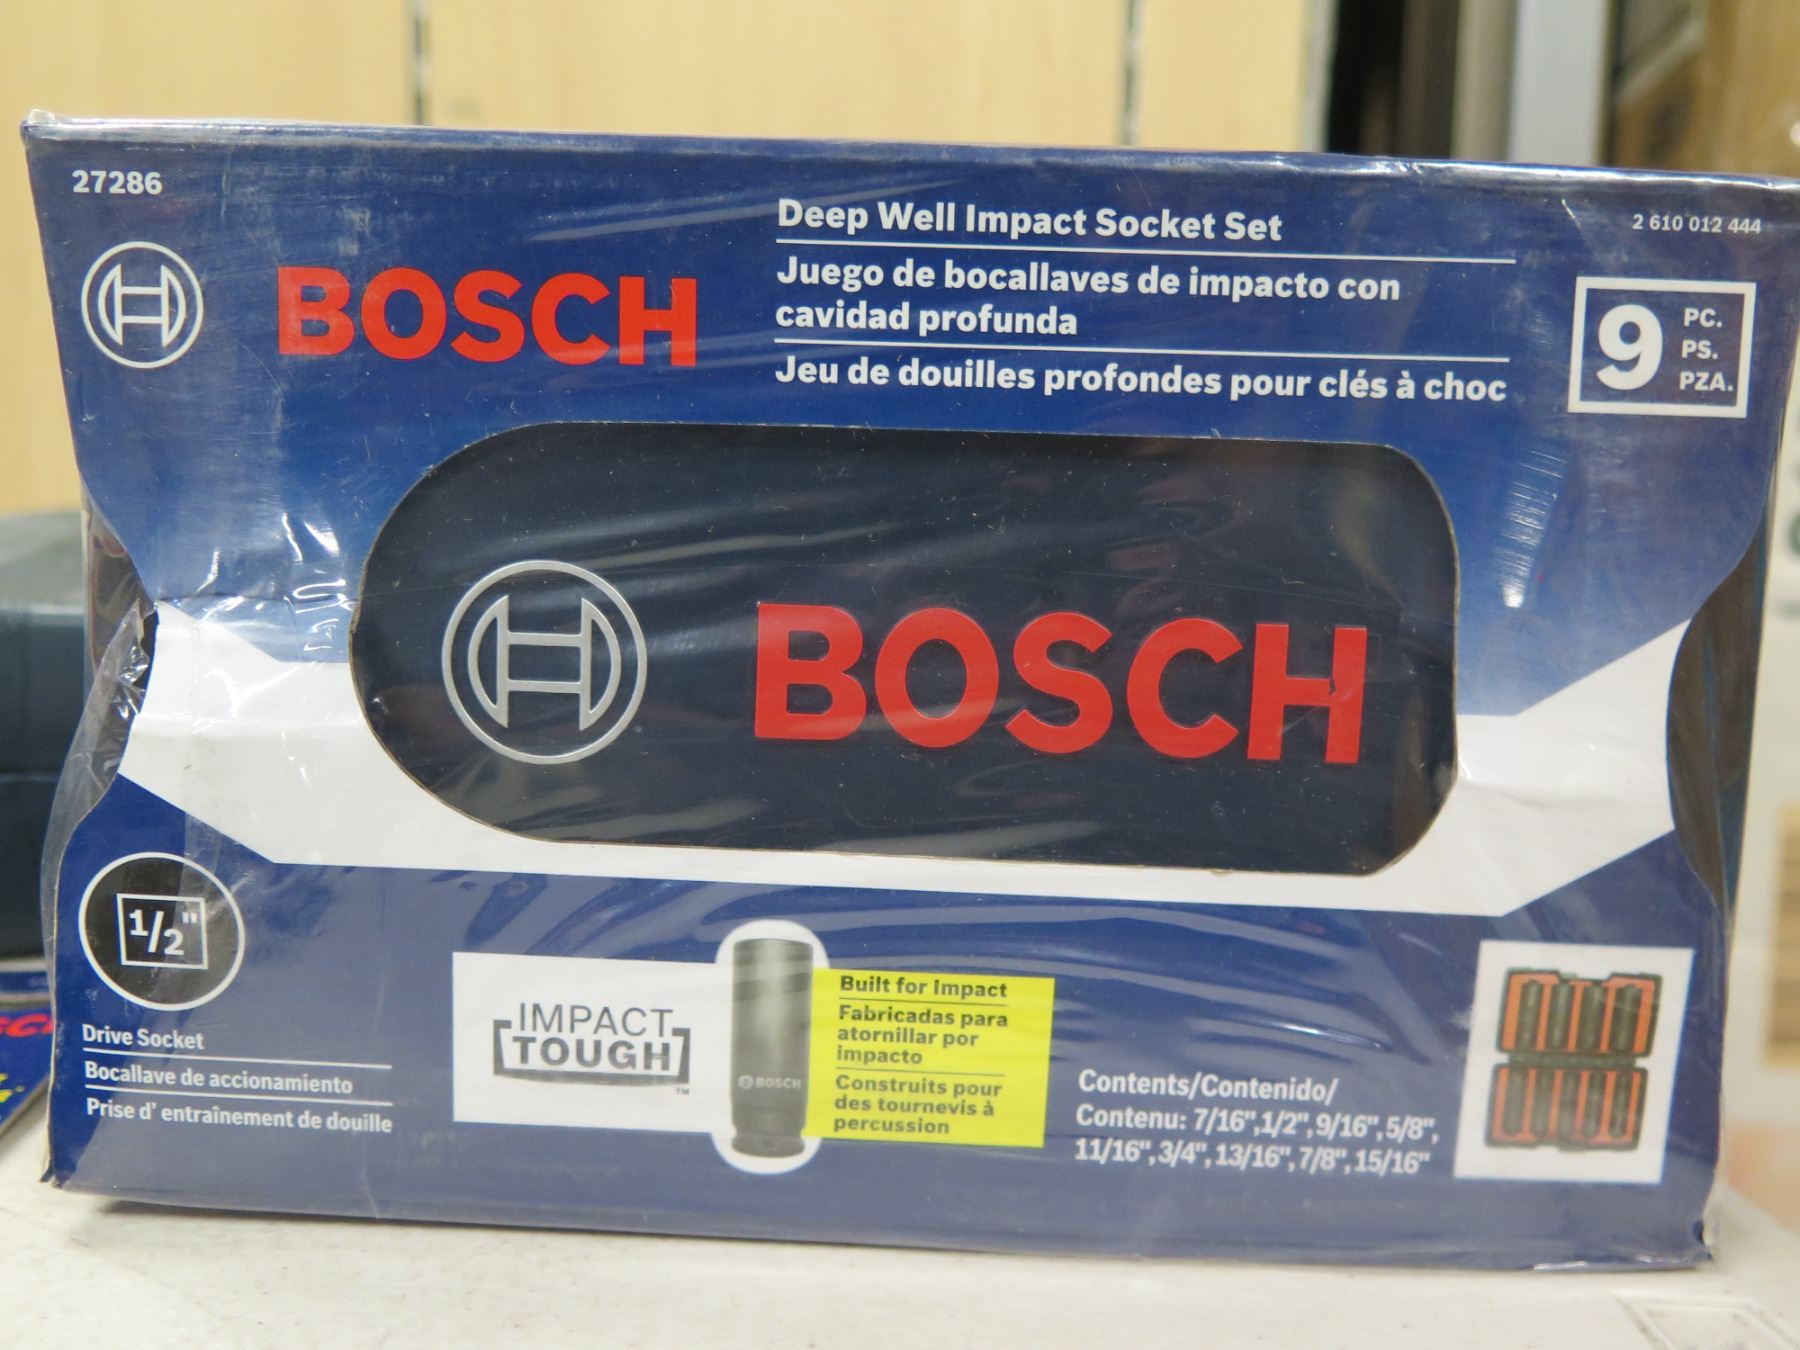 27286
BOSCH
Deep Well Impact Socket Set
Juego de bocallaves de impacto con
cavidad profunda
Jeu de douilles profondes pour clés à choc
2 610 012 444
9
PC.
PS.
PZA.
BOSCH
1/2"
Drive Socket
Bocallave de accionamiento
Prise d' entraînement de douille
IMPACT
TOUGH™
BOSCH
Built for Impact
Fabricadas para
atornillar por
impacto
Construits pour
des tournevis à
percussion
Contents/Contenido/
Contenu: 7/16",1/2",9/16",5/8",
11/16",3/4",13/16",7/8",15/16"